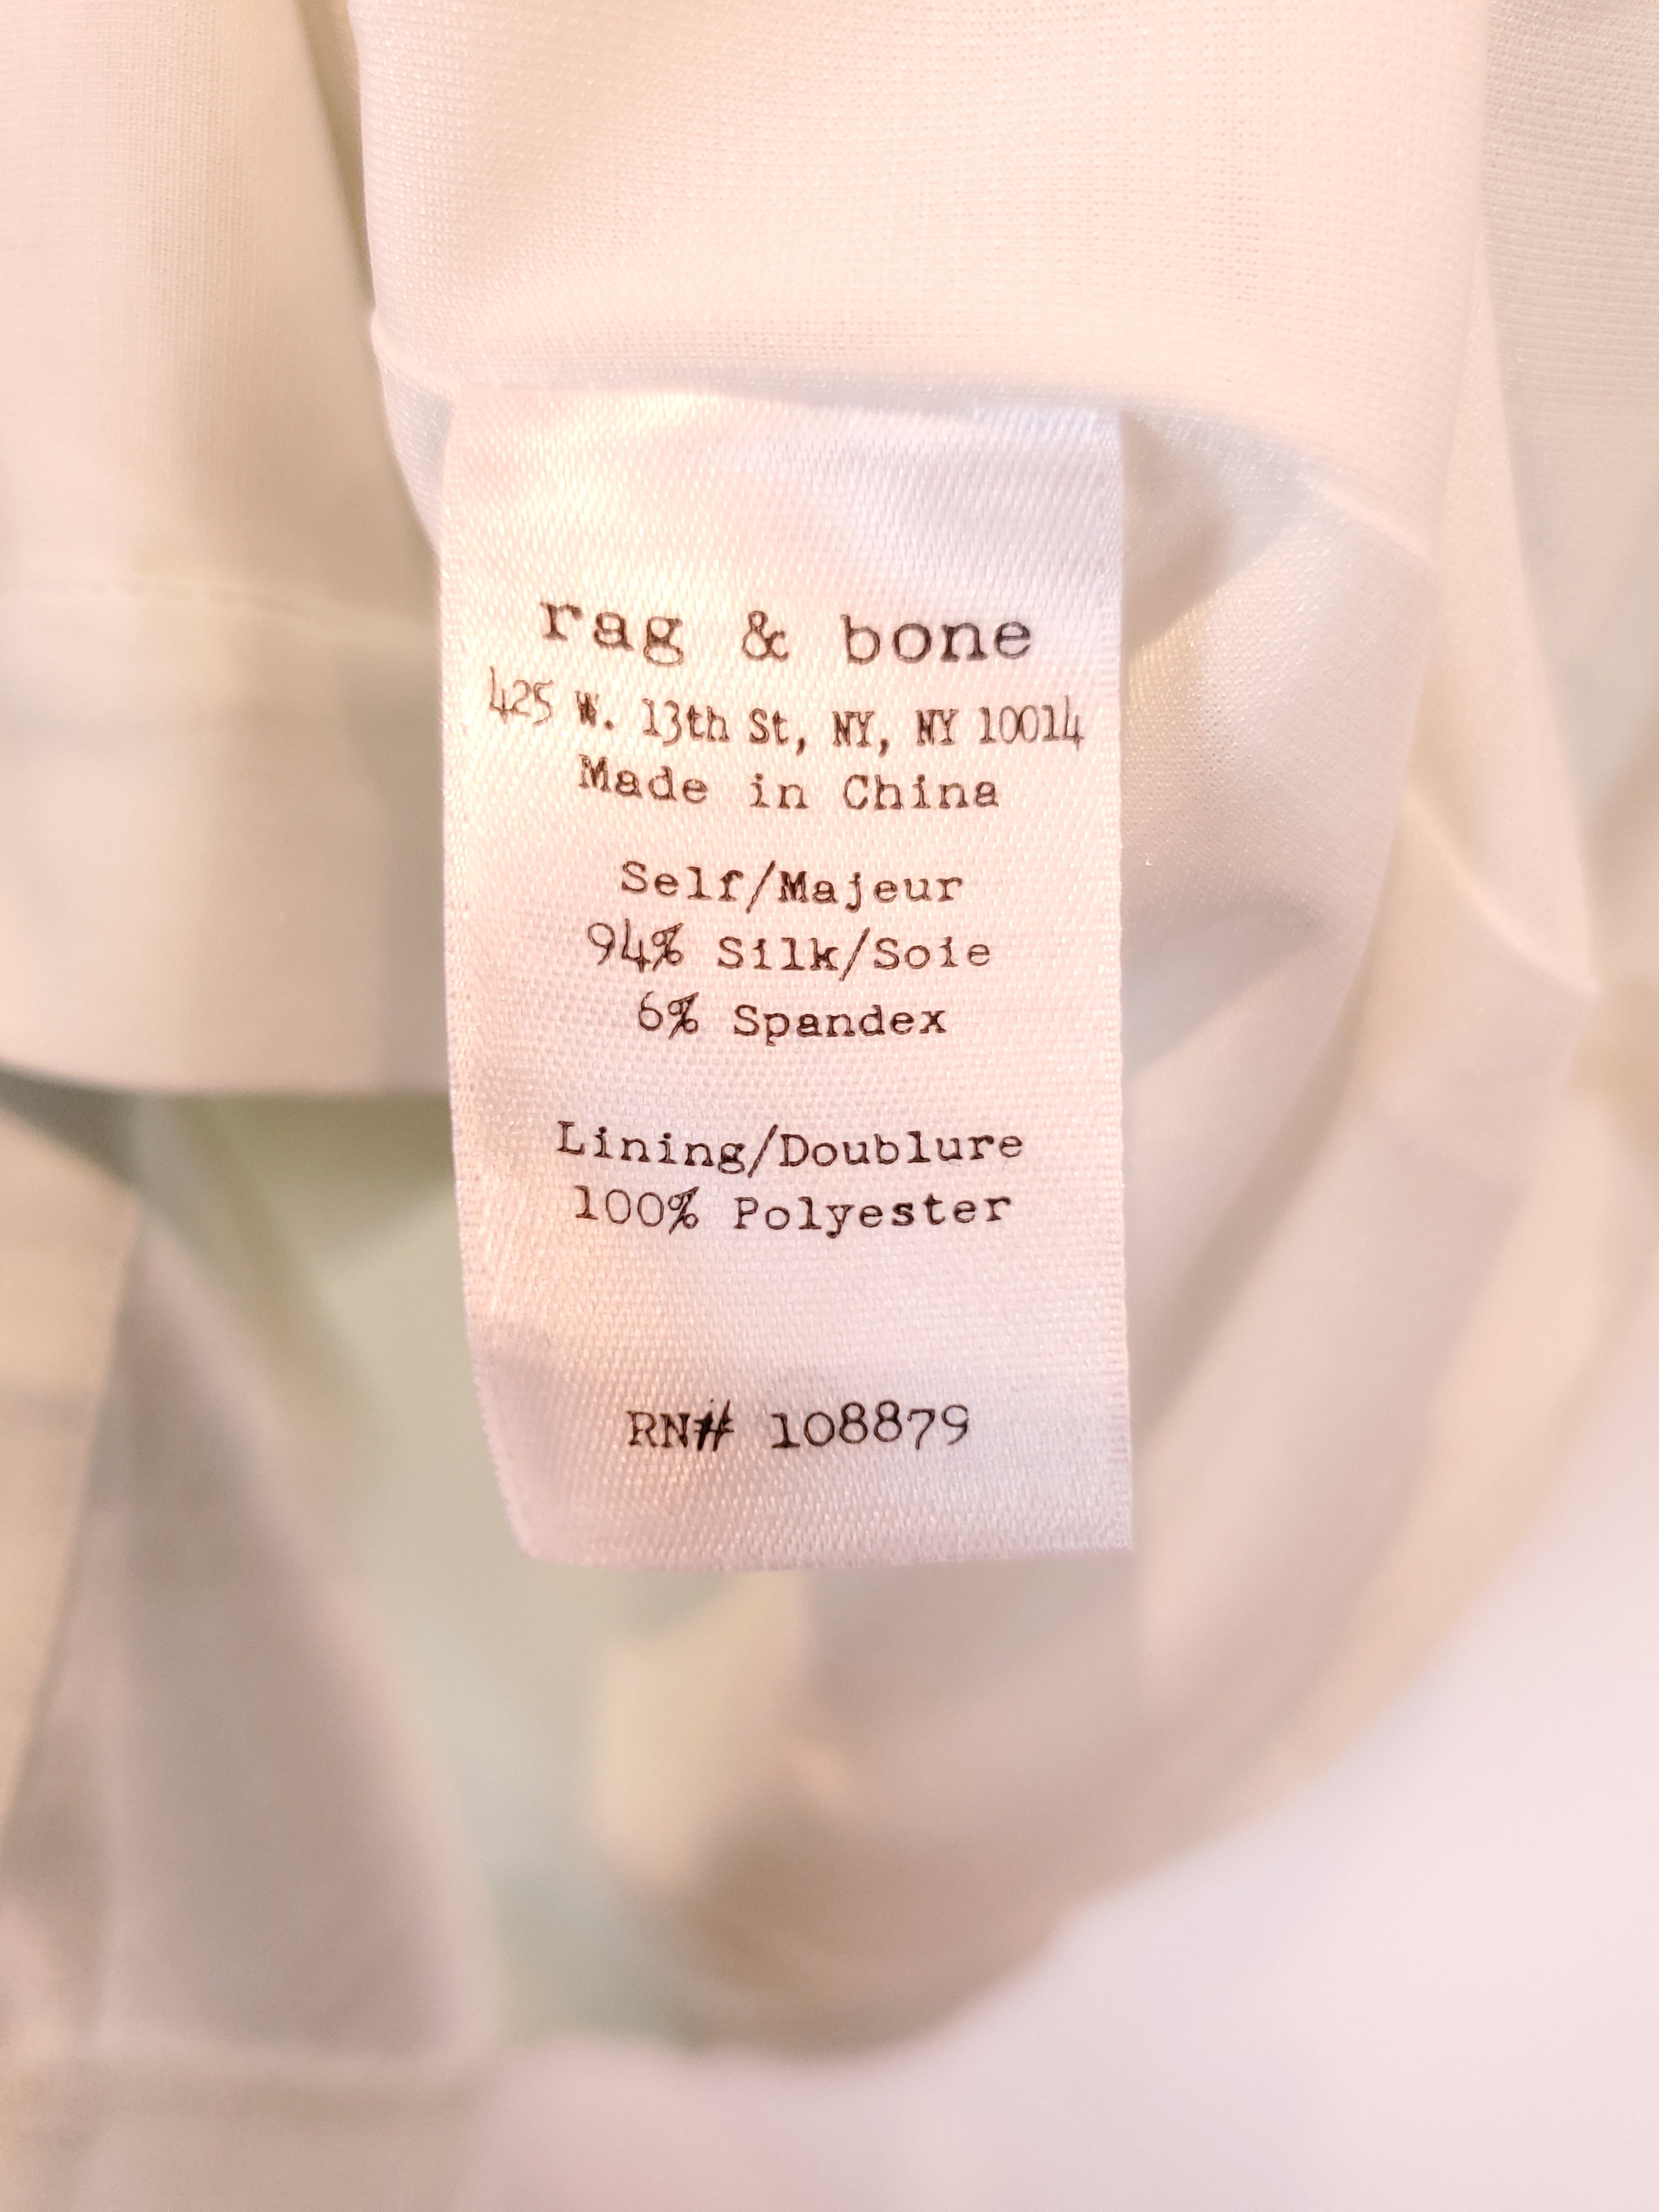 rag & bone
425 W. 13th St, NY, NY 10014
Made in China
Self/Majeur
94% Silk/Soie
6% Spandex
Lining/Doublure
100% Polyester
RN# 108879